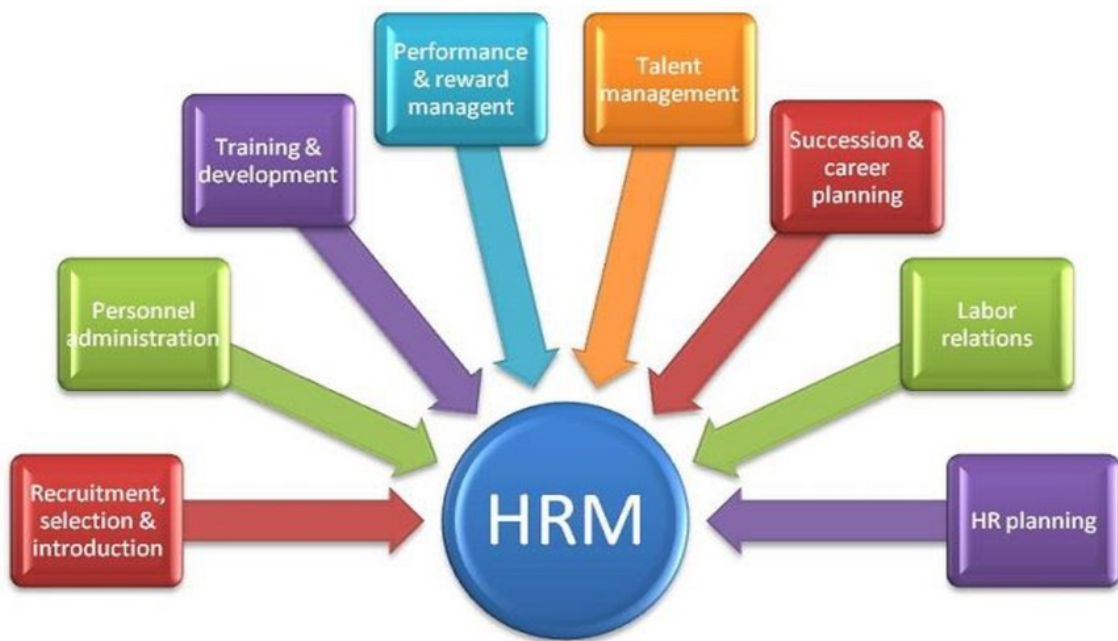 Performance
& reward
managent
Talent
management
Training &
development
Succession &
career
planning
Personnel
administration
Labor
relations
Recruitment,
selection &
introduction
HRM
HR planning